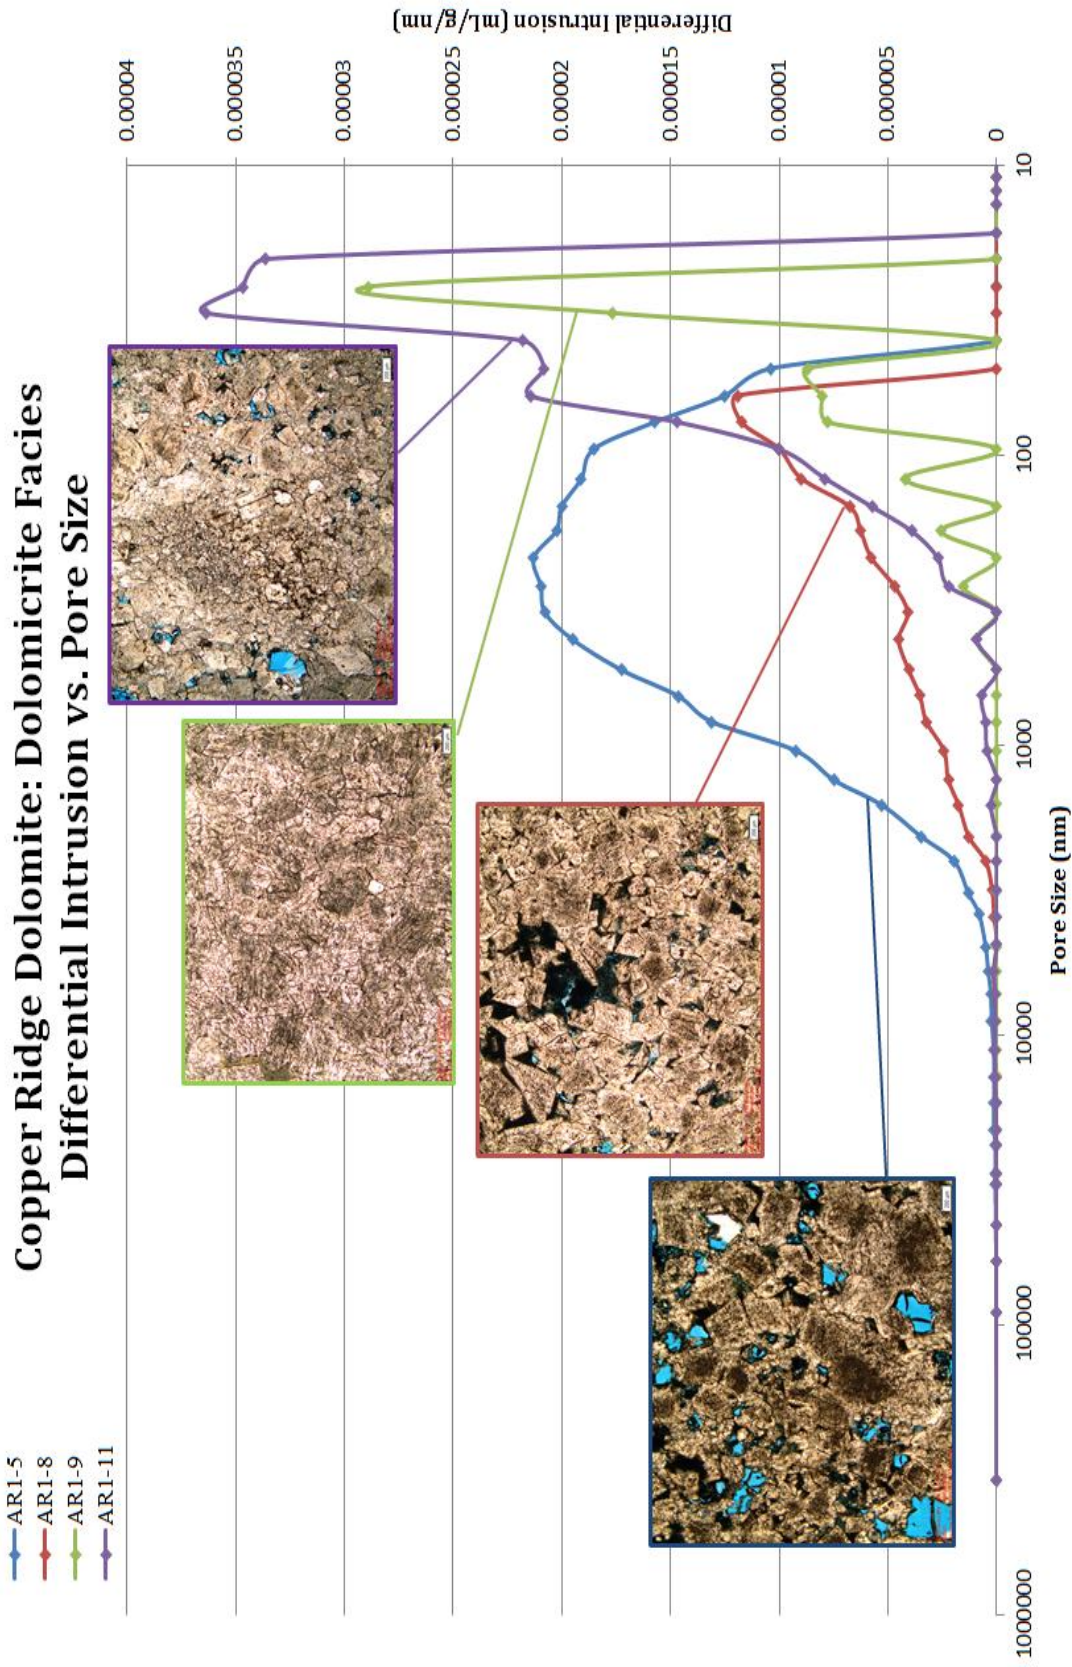 Copper Ridge Dolomite: Dolomicrite Facies
Differential Intrusion vs. Pore Size
AR1-5
AR1-8
AR1-9
AR1-11
0.00004
0.000035
0.00003
0.000025
0.00002
0.000015
0.00001
0.000005
0
Differential Intrusion (mL/g/nm)
1000000
100000
10000
1000
100
10
Pore Size (nm)